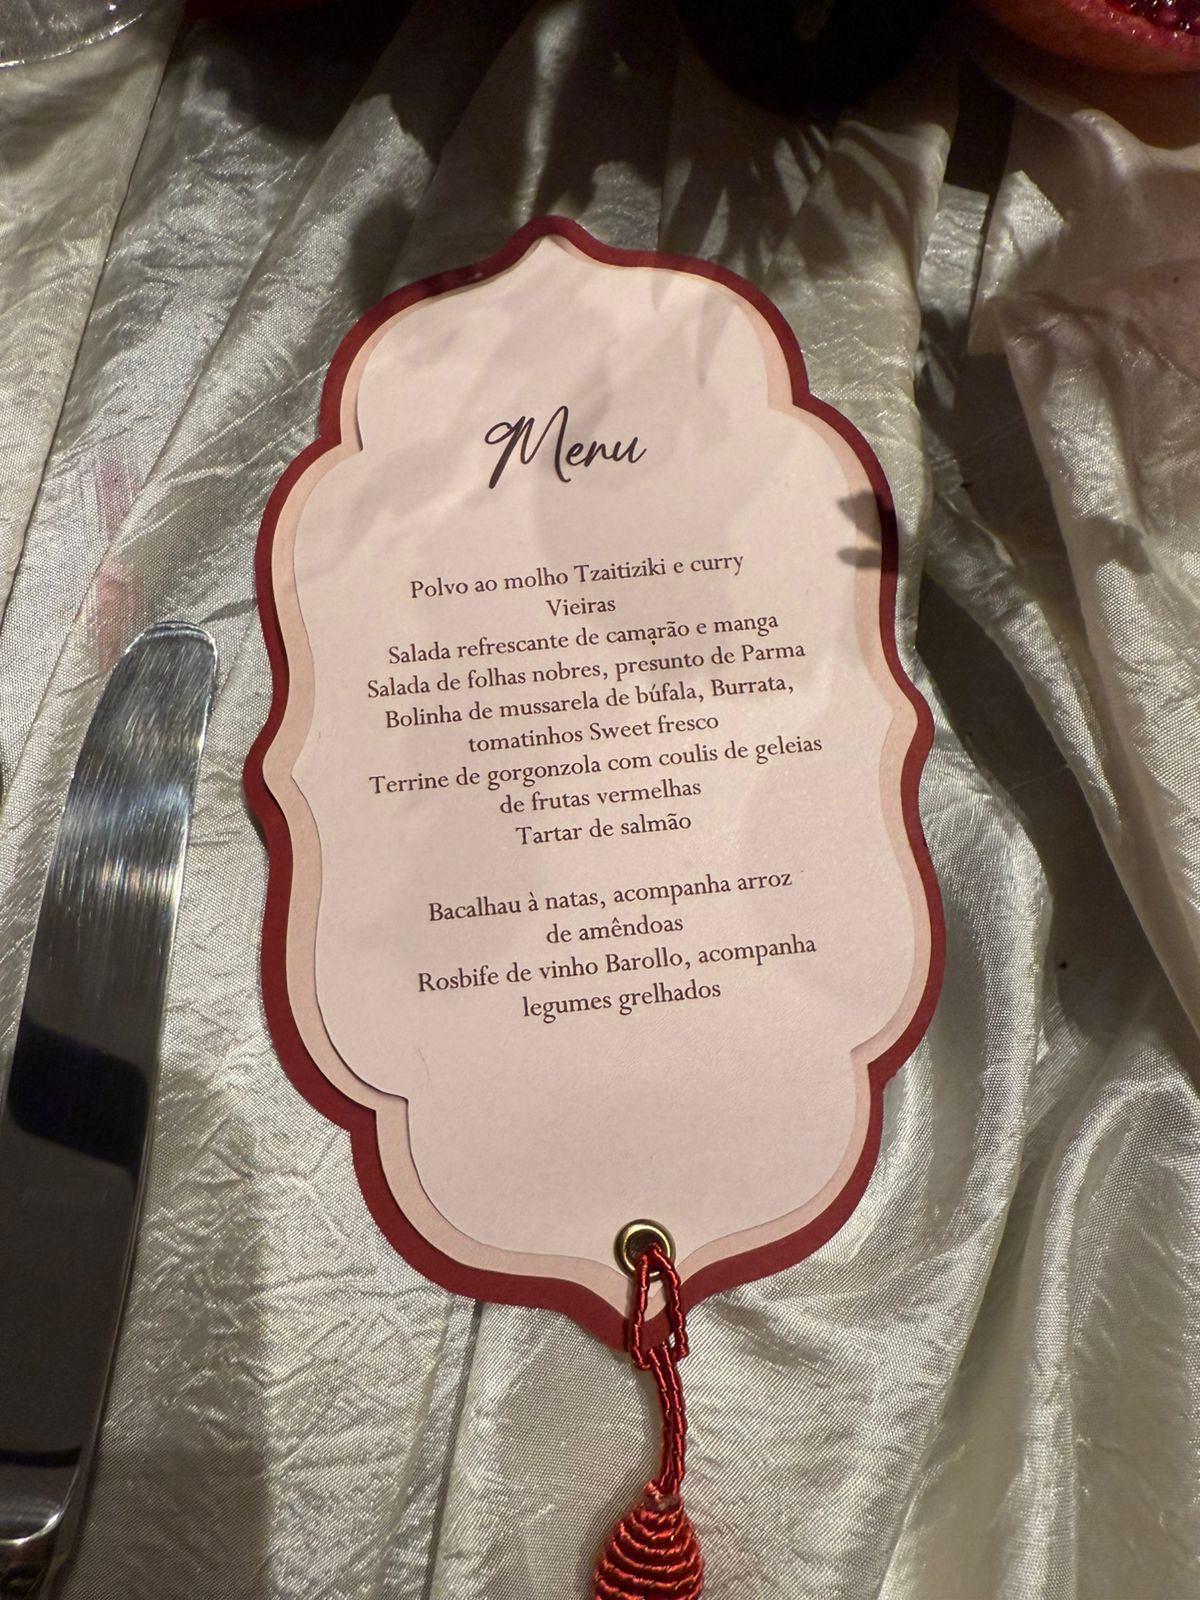 Menu
Polvo ao molho Tzaitiziki e curry
Vieiras
Salada refrescante de camarão e manga
Salada de folhas nobres, presunto de Parma
Bolinha de mussarela de búfala, Burrata,
tomatinhos Sweet fresco
Terrine de gorgonzola com coulis de geleias
de frutas vermelhas
Tartar de salmão
Bacalhau à natas, acompanha arroz
de amêndoas
Rosbife de vinho Barollo, acompanha
legumes grelhados